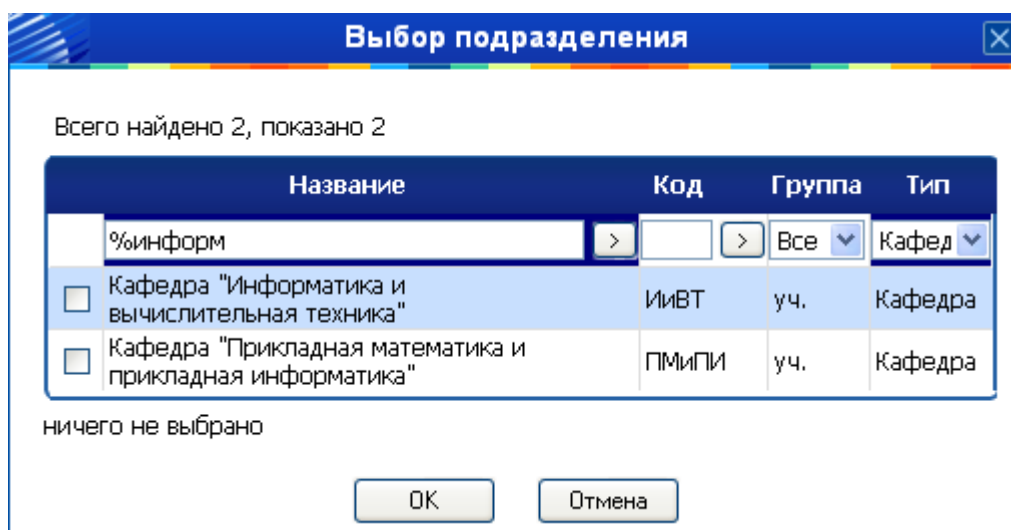 Выбор подразделения
Всего найдено 2, показано 2
Название Код Группа Тип
%информ > > Все Кафед
Кафедра "Информатика и
вычислительная техника" ИиВТ уч. Кафедра
Кафедра "Прикладная математика и
прикладная информатика" ПМиПИ уч. Кафедра
ничего не выбрано
OK Отмена